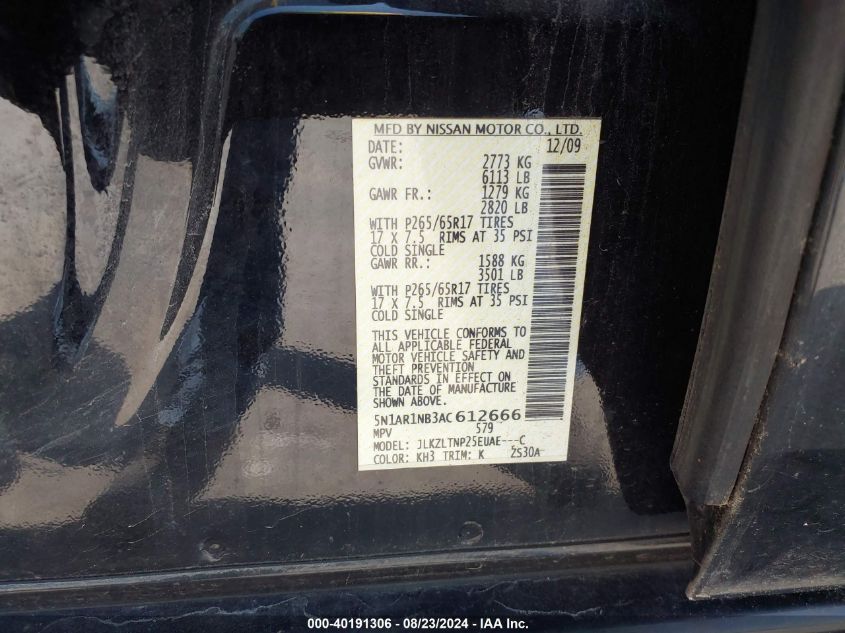 MFD BY NISSAN MOTOR CO., LTD.
DATE: 12/09
GVWR: 2773 KG
6113 LB
GAWR FR.: 1279 KG
2820 LB
WITH P265/65R17 TIRES
17 X 7.5 RIMS AT 35 PSI
COLD SINGLE
GAWR RR.: 1588 KG
3501 LB
WITH P265/65R17 TIRES
17 X 7.5 RIMS AT 35 PSI
COLD SINGLE
THIS VEHICLE CONFORMS TO
ALL APPLICABLE FEDERAL
MOTOR VEHICLE SAFETY AND
THEFT PREVENTION
STANDARDS IN EFFECT ON
THE DATE OF MANUFACTURE
SHOWN ABOVE.
5N1AR1NB3AC612666
MPV 579
MODEL: JLKZLTNP25EUAE---C
COLOR: KH3 TRIM: K ZS30A
000-40191306 - 08/23/2024 - IAA Inc.